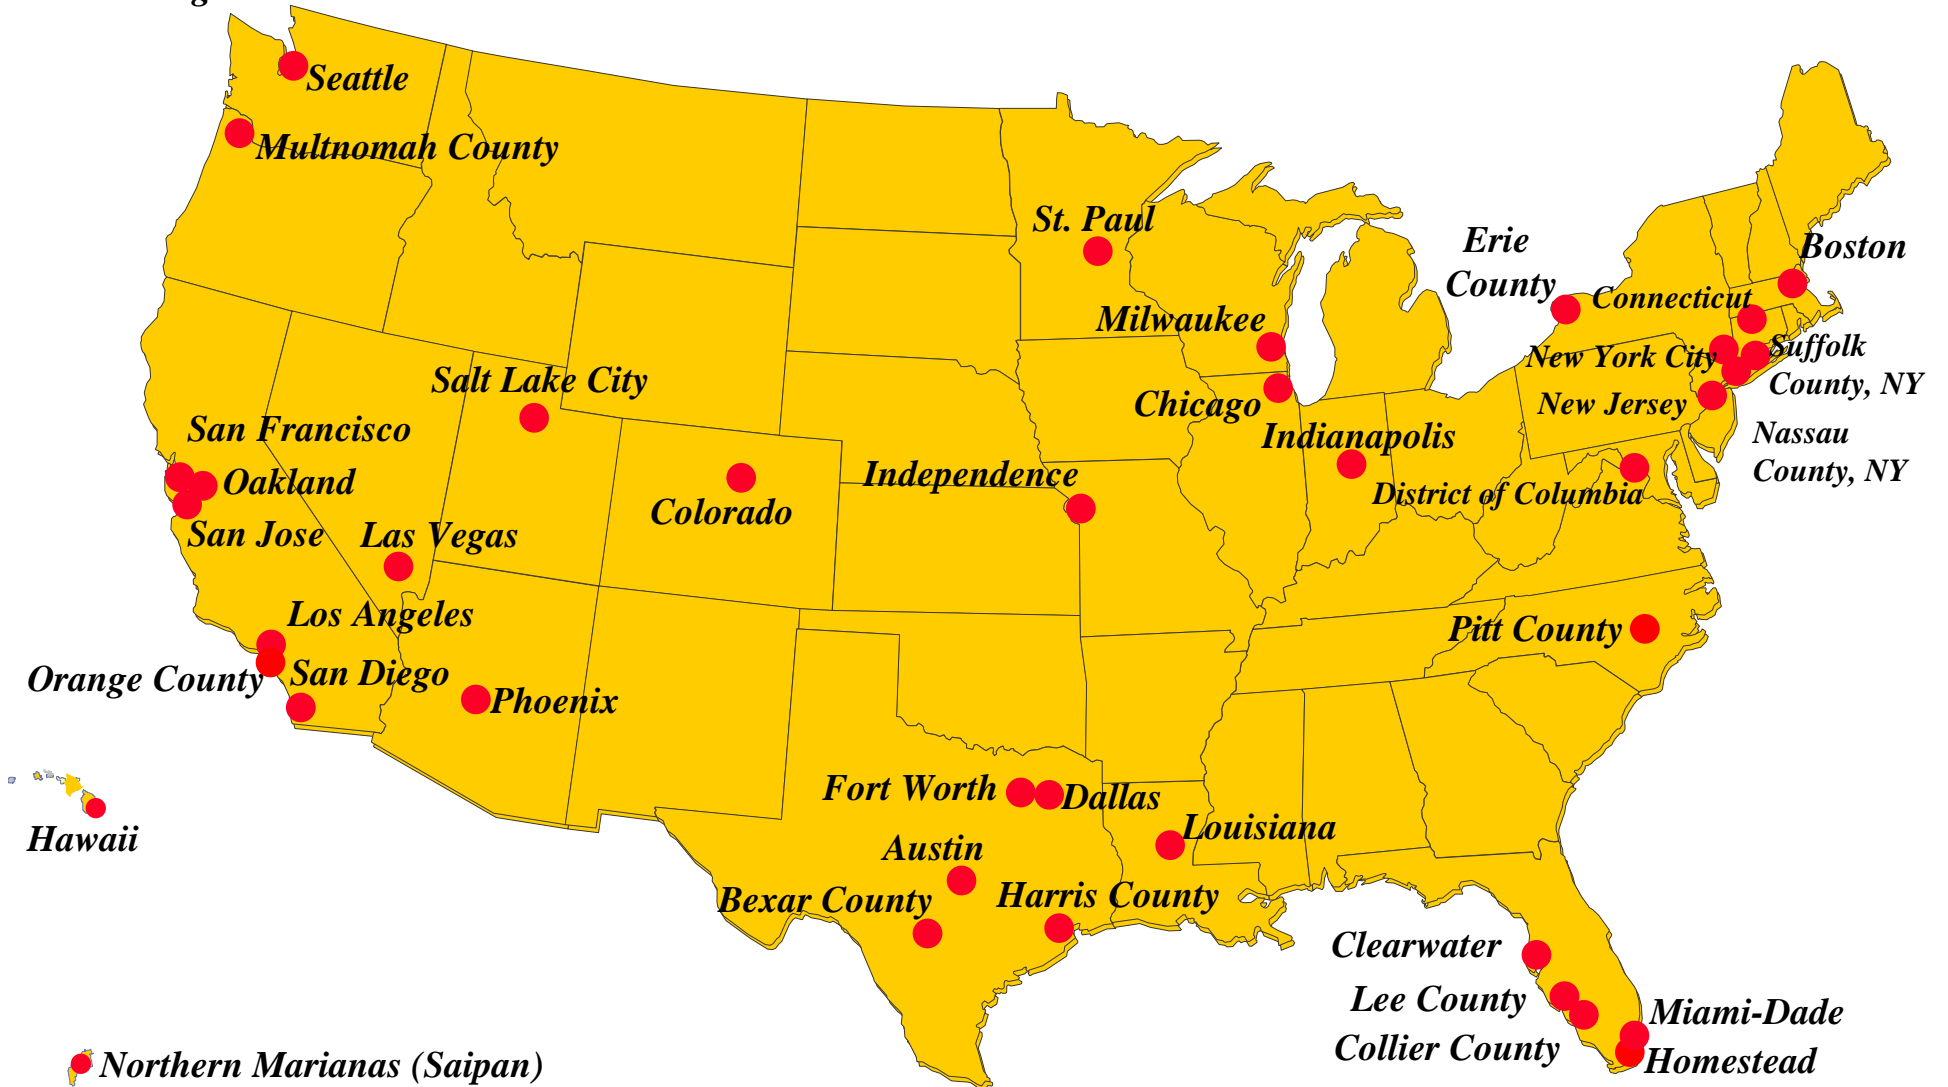 Seattle
Multnomah County
St. Paul
Erie
County
Boston
Connecticut
Milwaukee
New York City
Suffolk
County, NY
Salt Lake City
Chicago
New Jersey
San Francisco
Indianapolis
Nassau
County, NY
Oakland
Independence
District of Columbia
Colorado
San Jose
Las Vegas
Los Angeles
Pitt County
Orange County
San Diego
Phoenix
Fort Worth
Dallas
Hawaii
Louisiana
Austin
Bexar County
Harris County
Clearwater
Lee County
Miami-Dade
Collier County
Homestead
Northern Marianas (Saipan)